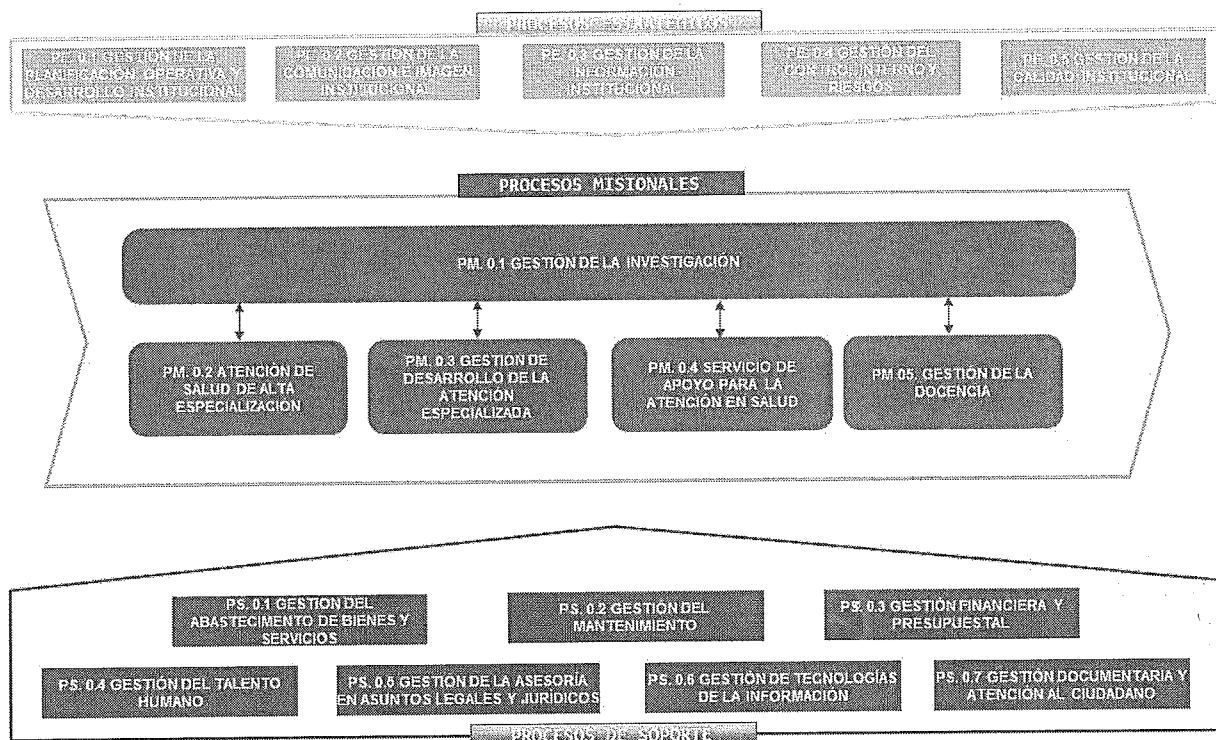 PROCESOS ESTRATEGICOS
PE. 0.1 GESTION DE LA
PLANIFICACION, OPERATIVA Y
DESARROLLO INSTITUCIONAL
PE. 0.2 GESTION DE LA
COMUNICACION E IMAGEN
INSTITUCIONAL
PE. 0.3 GESTION DE LA
INFORMACION
INSTITUCIONAL
PE. 0.4 GESTION DEL
CONTROL INTERNO Y
RIESGOS
PE. 0.5 GESTION DE LA
CALIDAD INSTITUCIONAL
PROCESOS MISIONALES
PM. 0.1 GESTIÓN DE LA INVESTIGACIÓN
PM. 0.2 ATENCIÓN DE
SALUD DE ALTA
ESPECIALIZACIÓN
PM. 0.3 GESTIÓN DE
DESARROLLO DE LA
ATENCIÓN
ESPECIALIZADA
PM. 0.4 SERVICIO DE
APOYO PARA LA
ATENCIÓN EN SALUD
PM 05. GESTIÓN DE LA
DOCENCIA
PS. 0.1 GESTIÓN DEL
ABASTECIMENTO DE BIENES Y
SERVICIOS
PS. 0.2 GESTIÓN DEL
MANTENIMIENTO
PS. 0.3 GESTIÓN FINANCIERA Y
PRESUPUESTAL
PS. 0.4 GESTIÓN DEL TALENTO
HUMANO
PS. 0.5 GESTIÓN DE LA ASESORÍA
EN ASUNTOS LEGALES Y JURÍDICOS
PS. 0.6 GESTIÓN DE TECNOLOGÍAS
DE LA INFORMACIÓN
PS. 0.7 GESTIÓN DOCUMENTARIA Y
ATENCIÓN AL CIUDADANO
PROCESOS DE SOPORTE